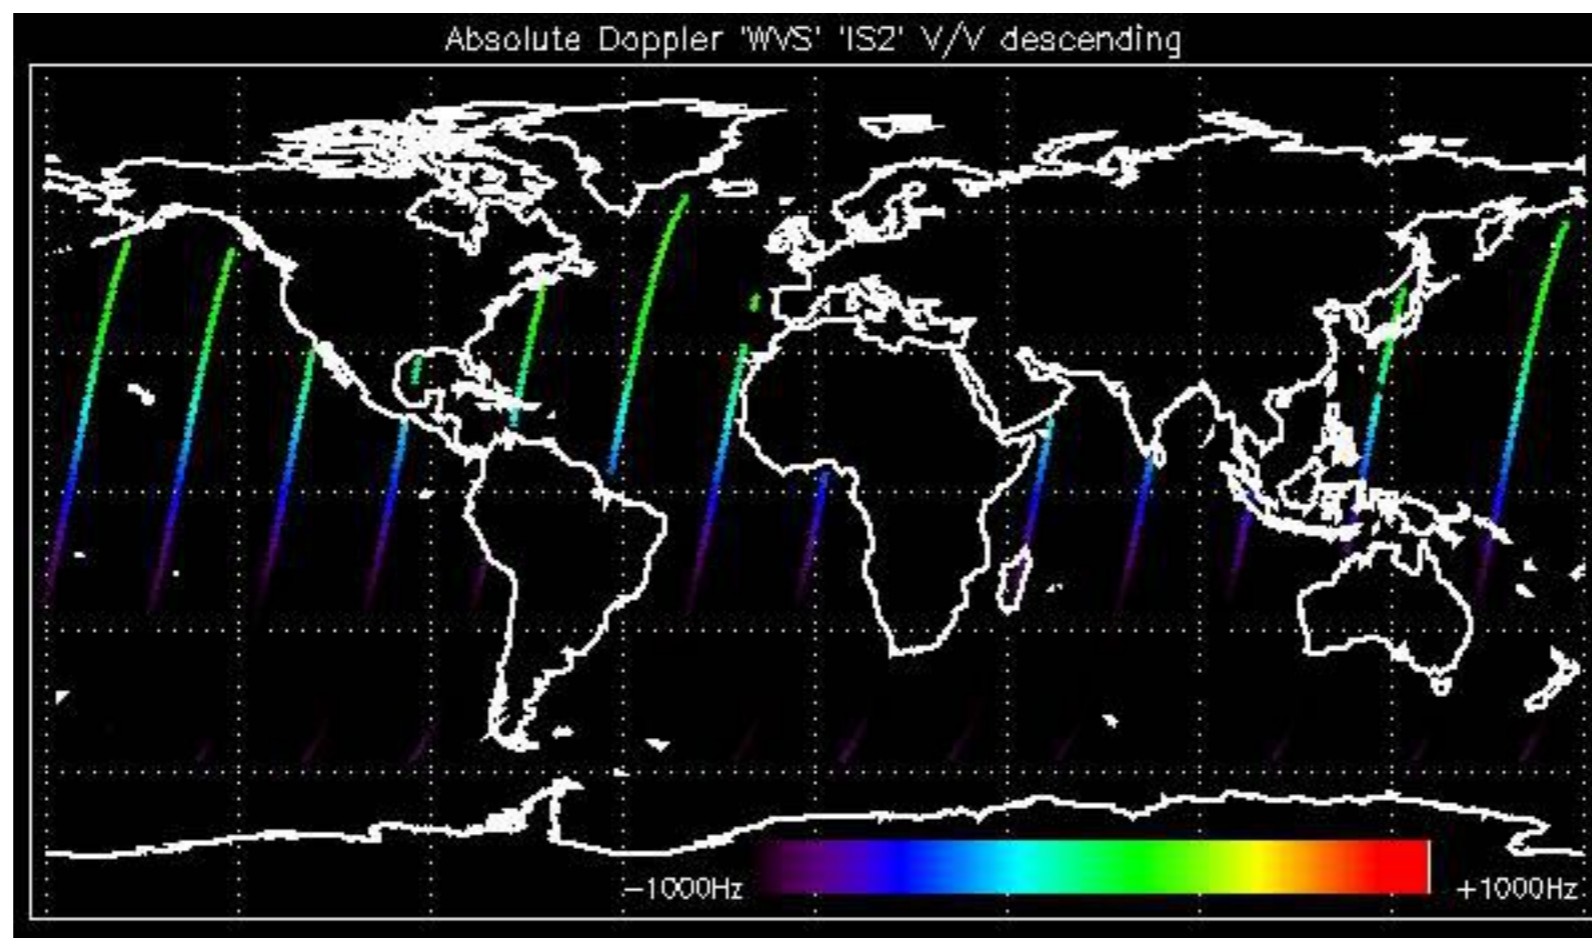 Absolute Doppler 'WVS' 'IS2' V/V descending
−1000Hz +1000Hz